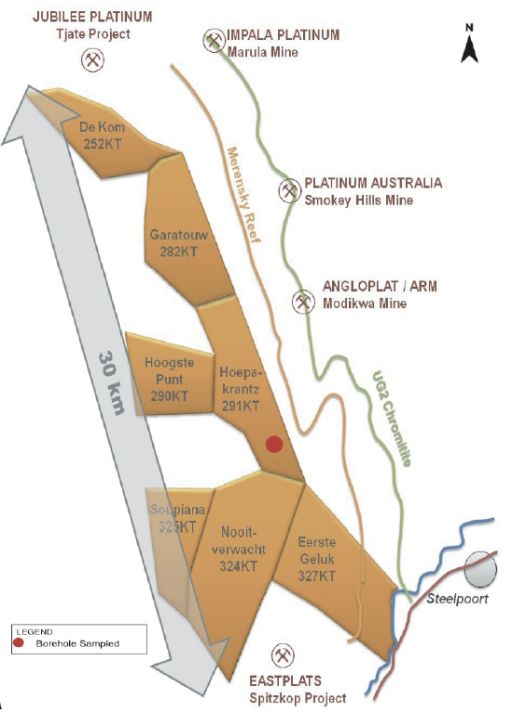 JUBILEE PLATINUM
Tjate Project
IMPALA PLATINUM
Marula Mine
N
De Kom
252KT
Merensky Reef
PLATINUM AUSTRALIA
Smokey Hills Mine
Garatouw
282KT
ANGLOPLAT / ARM
Modikwa Mine
30 km
Hoogste
Punt
290KT
Hoepa-
krantz
291KT
UG2 Chromitite
Soupiana
325KT
Nooit-
verwacht
324KT
Eerste
Geluk
327KT
Steelpoort
LEGEND
Borehole Sampled
EASTPLATS
Spitzkop Project